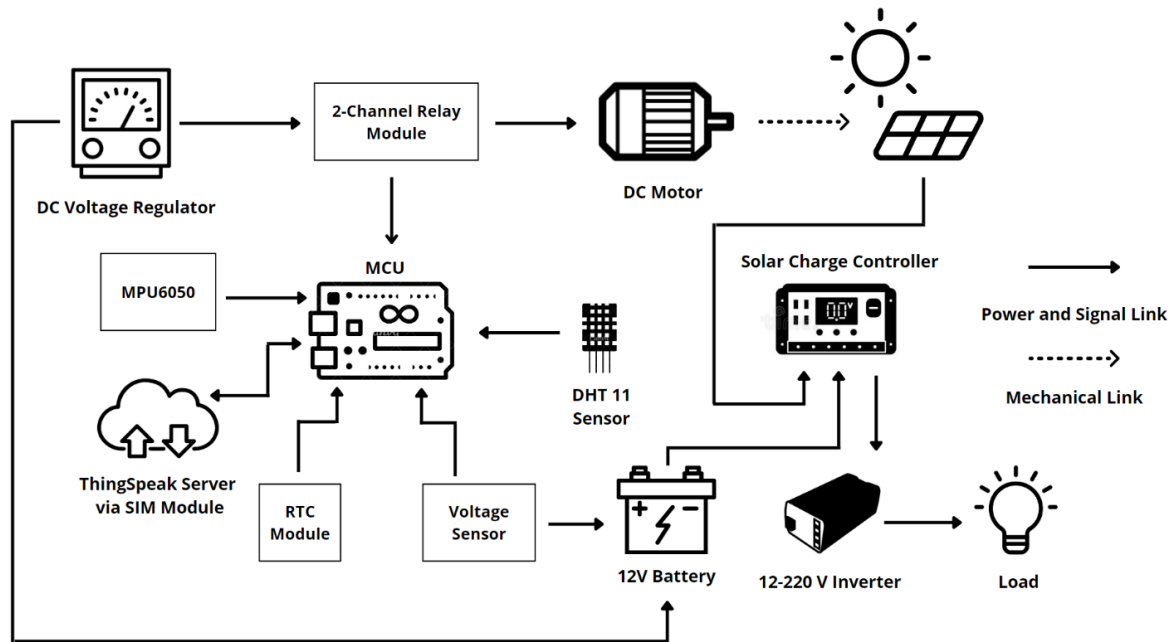 2-Channel Relay
Module
DC Voltage Regulator
DC Motor
MCU
Solar Charge Controller
MPU6050
0.0 V
Power and Signal Link
DHT 11
Sensor
Mechanical Link
ThingSpeak Server
via SIM Module
RTC
Module
Voltage
Sensor
12V Battery
12-220 V Inverter
Load